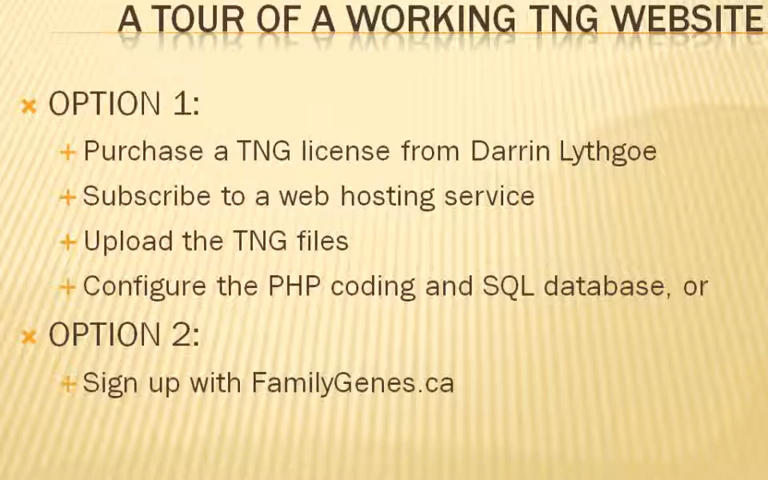 A TOUR OF A WORKING TNG WEBSITE
OPTION 1:
Purchase a TNG license from Darrin Lythgoe
Subscribe to a web hosting service
Upload the TNG files
Configure the PHP coding and SQL database, or
OPTION 2:
Sign up with FamilyGenes.ca